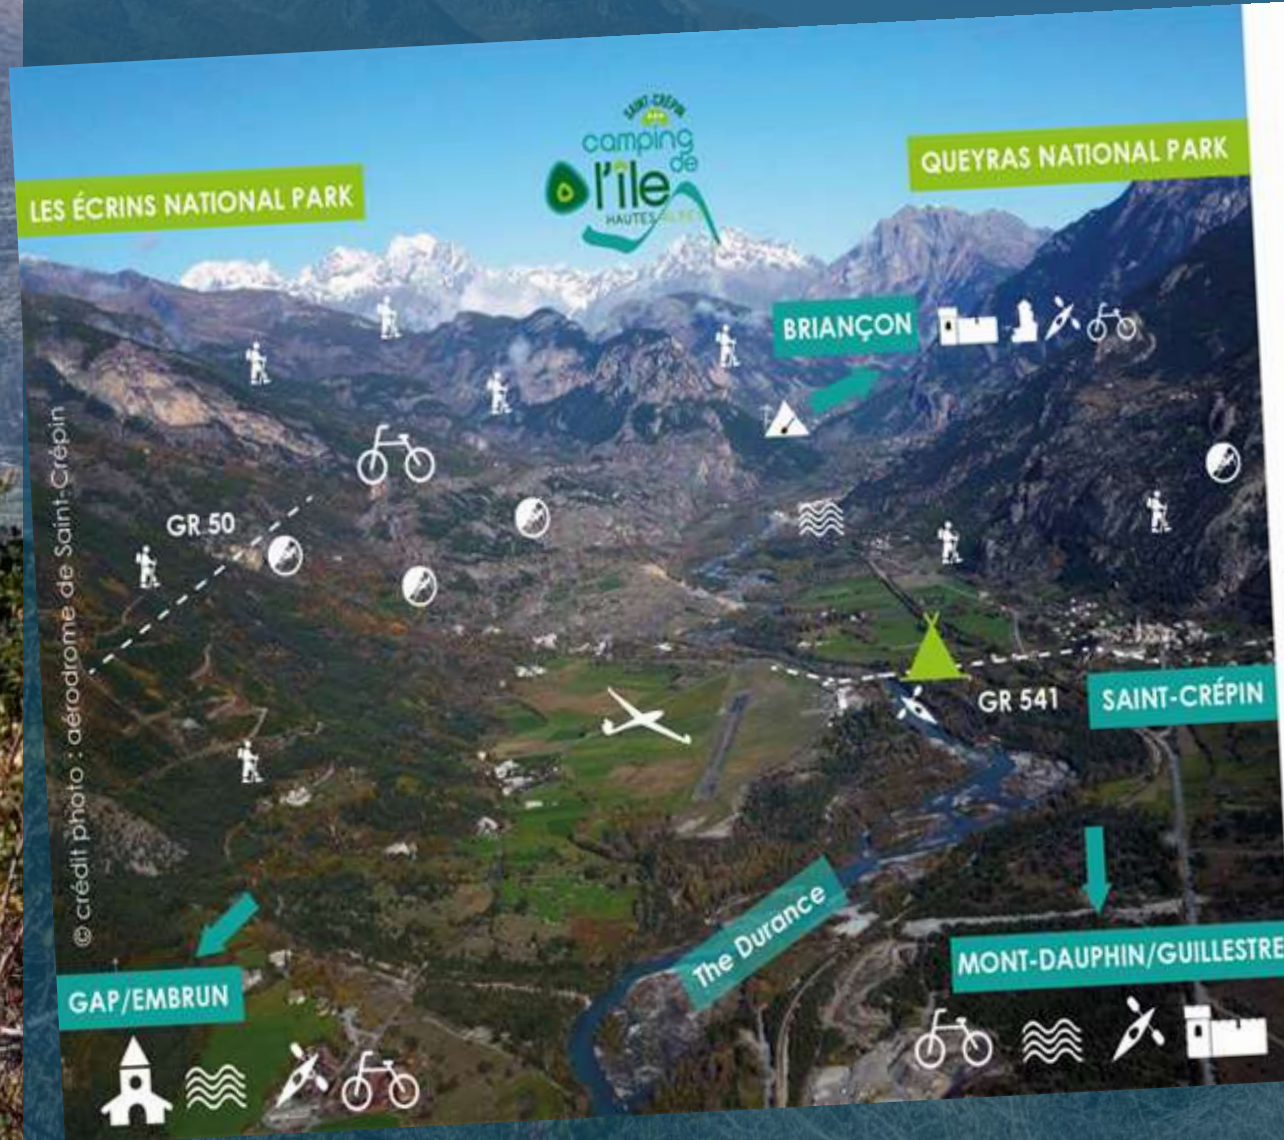 SAINT-CRÉPIN
camping
de
l'île
HAUTES ALPES
LES ÉCRINS NATIONAL PARK
QUEYRAS NATIONAL PARK
BRIANÇON
GR 50
GR 541
SAINT-CRÉPIN
The Durance
MONT-DAUPHIN/GUILLESTRE
GAP/EMBRUN
© crédit photo : aérodrome de Saint-Crépin